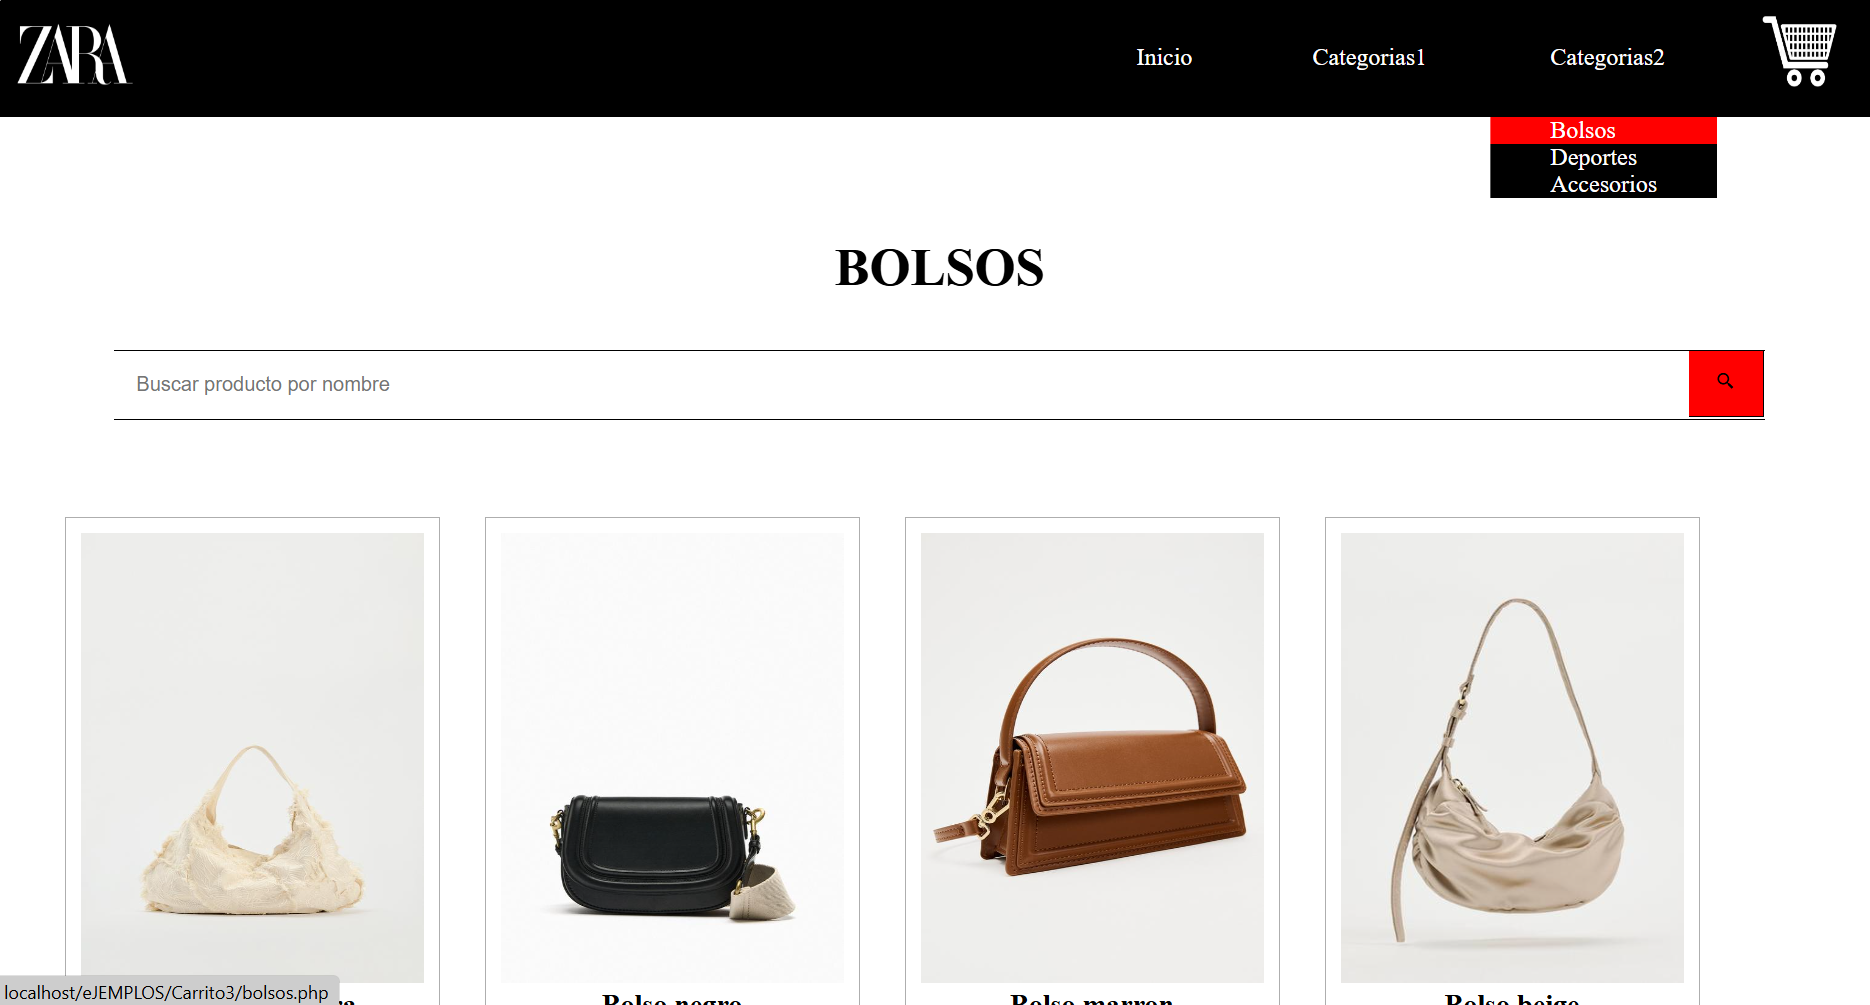 ZARA
Inicio Categorias1 Categorias2
Bolsos
Deportes
Accesorios
BOLSOS
Buscar producto por nombre
Bolso negro Bolso marron Bolso beige
localhost/eJEMPLOS/Carrito3/bolsos.php